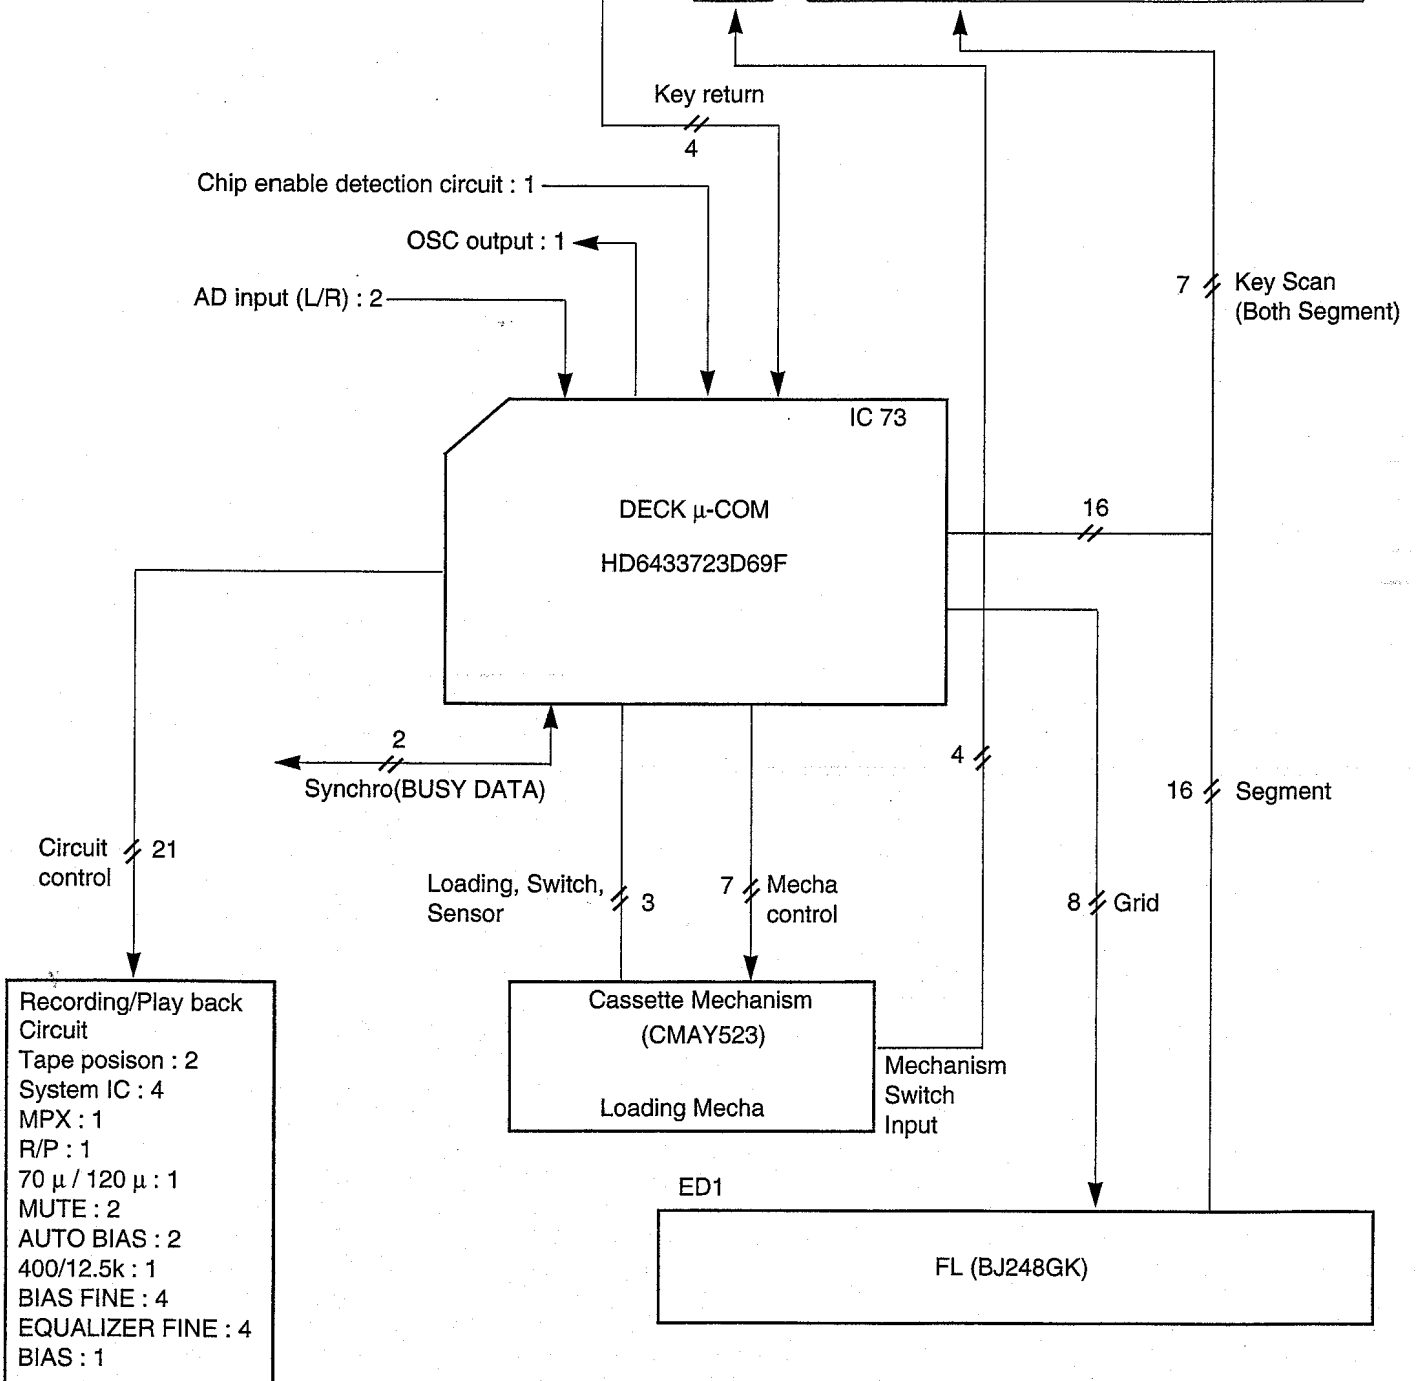 Key return
4
Chip enable detection circuit : 1
OSC output : 1
AD input (L/R) : 2
7 Key Scan
(Both Segment)
IC 73
DECK µ-COM
HD6433723D69F
16
2
Synchro(BUSY DATA)
4
16 Segment
Circuit 21
control
Loading, Switch,
Sensor
3
7 Mecha
control
8 Grid
Cassette Mechanism
(CMAY523)
Loading Mecha
Mechanism
Switch
Input
Recording/Play back
Circuit
Tape posison : 2
System IC : 4
MPX : 1
R/P : 1
70 µ / 120 µ : 1
MUTE : 2
AUTO BIAS : 2
400/12.5k : 1
BIAS FINE : 4
EQUALIZER FINE : 4
BIAS : 1
ED1
FL (BJ248GK)